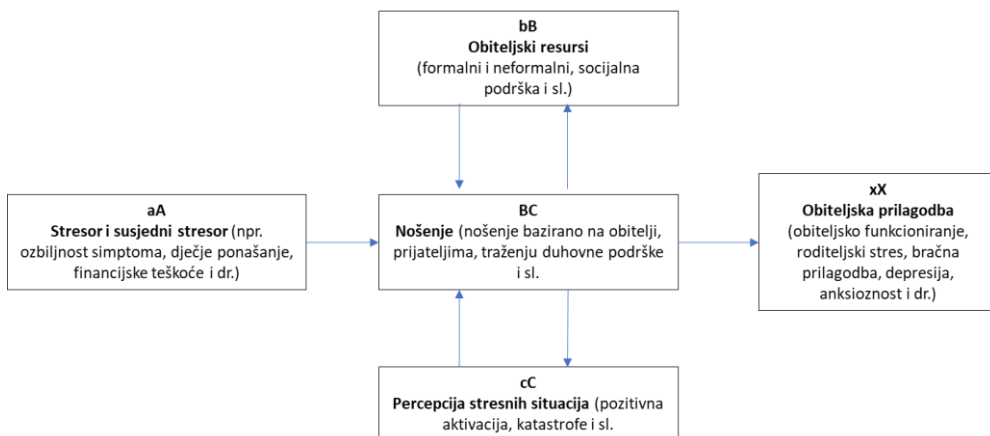 bB
Obiteljski resursi
(formalni i neformalni, socijalna
podrška i sl.)
aA
Stresor i susjedni stresor (npr.
ozbiljnost simptoma, dječje ponašanje,
financijske teškoće i dr.)
BC
Nošenje (nošenje bazirano na obitelji,
prijateljima, traženju duhovne podrške
i sl.
xX
Obiteljska prilagodba
(obiteljsko funkcioniranje,
roditeljski stres, bračna
prilagodba, depresija,
anksioznost i dr.)
cC
Percepcija stresnih situacija (pozitivna
aktivacija, katastrofe i sl.